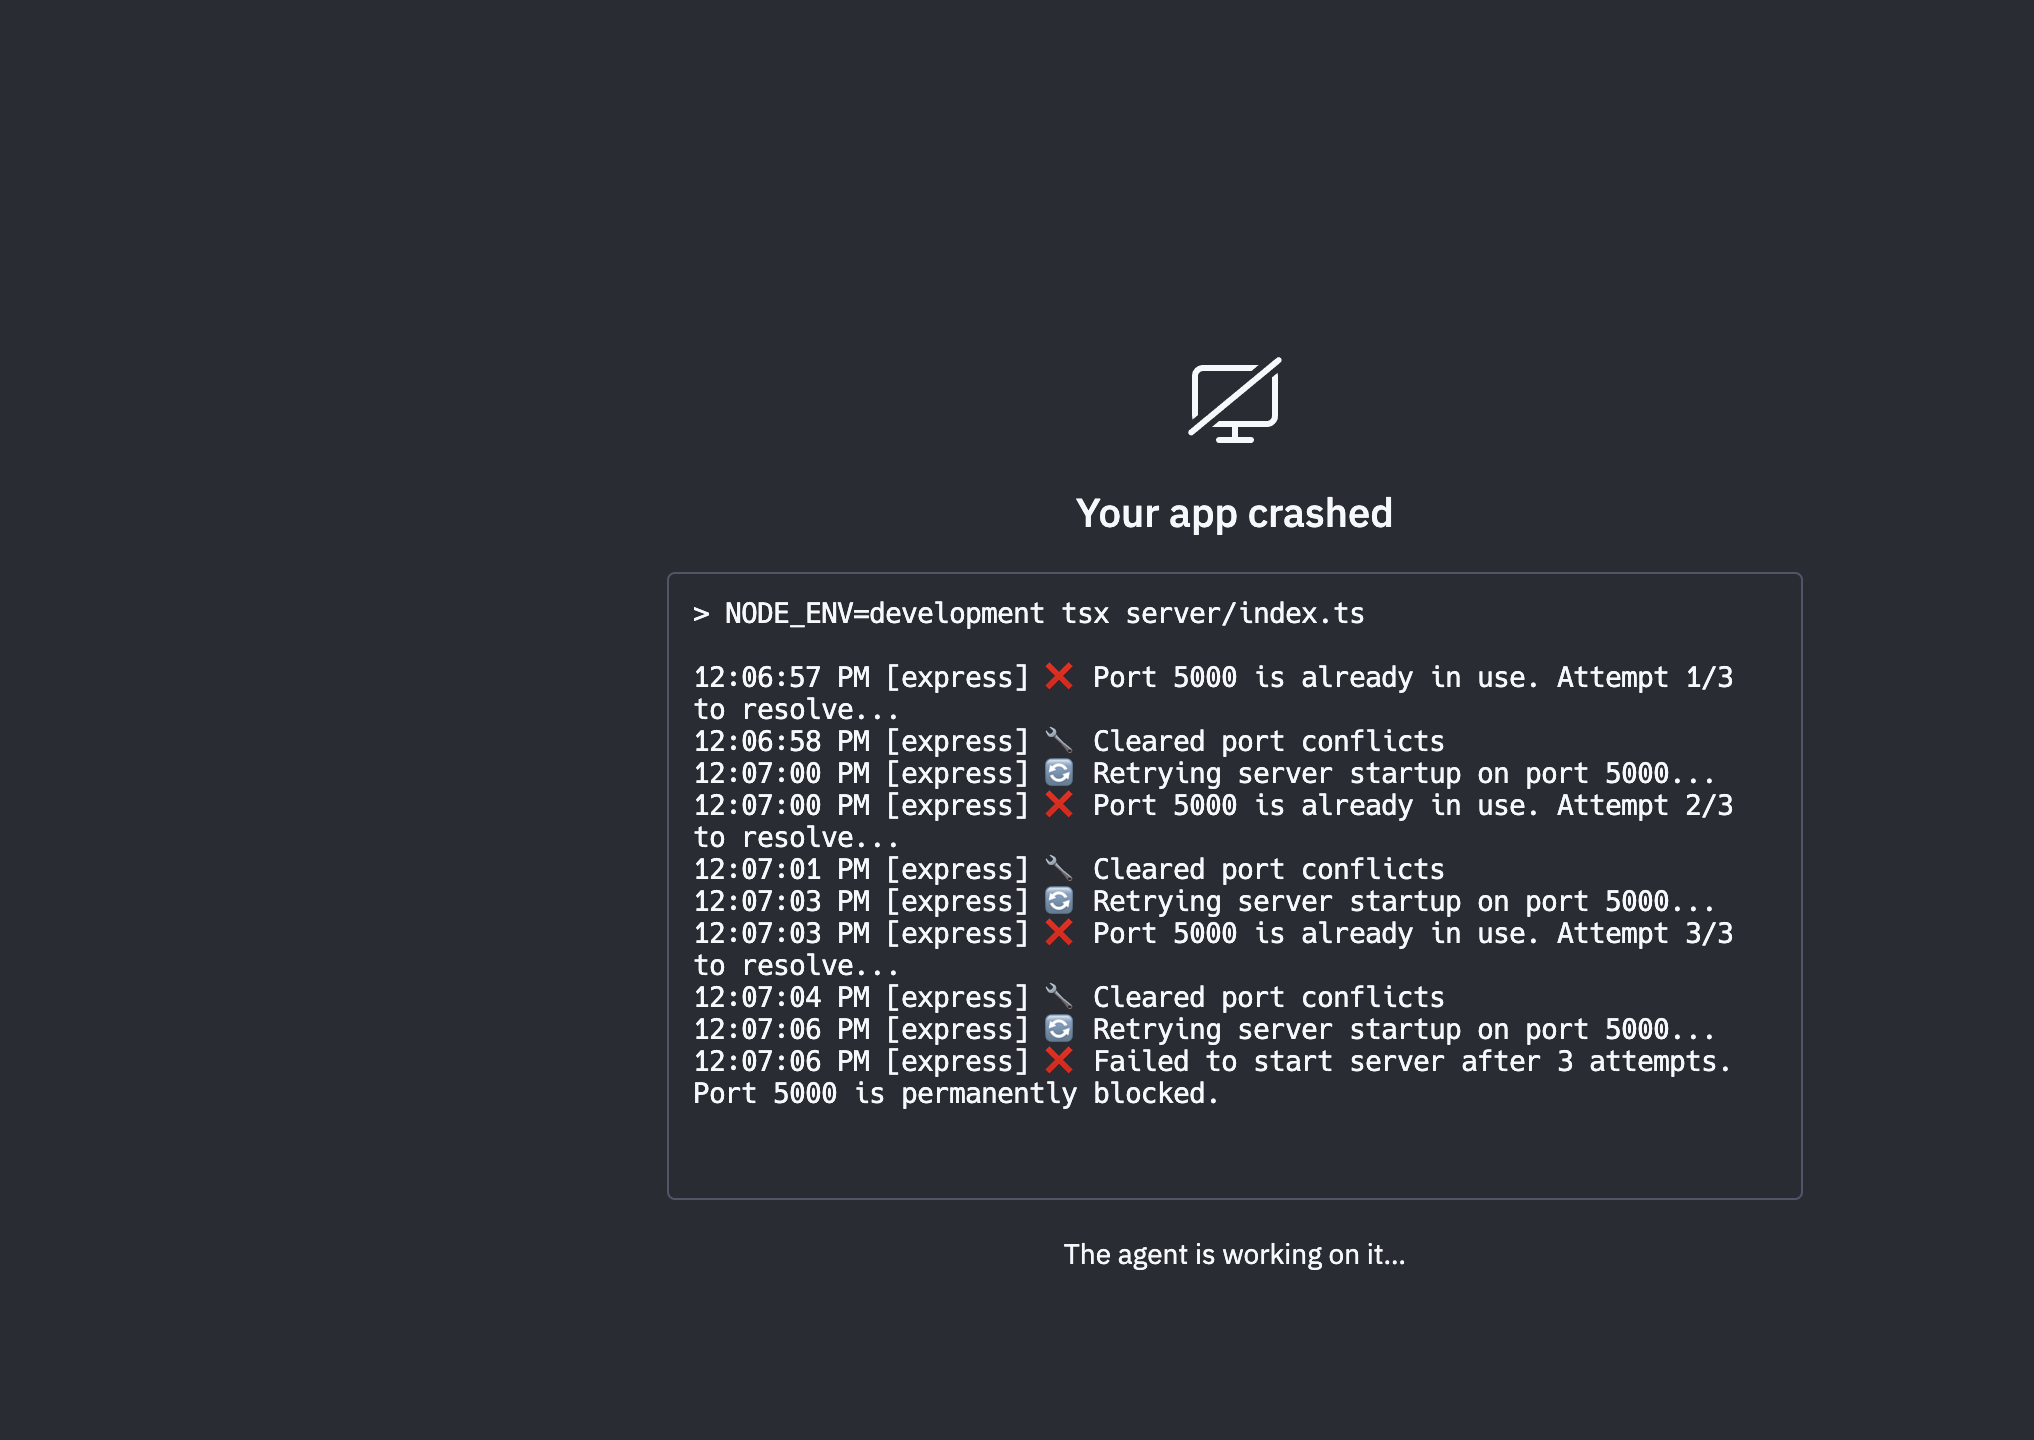 Your app crashed
> NODE_ENV=development tsx server/index.ts
12:06:57 PM [express] ❌ Port 5000 is already in use. Attempt 1/3
to resolve...
12:06:58 PM [express] 🔧 Cleared port conflicts
12:07:00 PM [express] 🔄 Retrying server startup on port 5000...
12:07:00 PM [express] ❌ Port 5000 is already in use. Attempt 2/3
to resolve...
12:07:01 PM [express] 🔧 Cleared port conflicts
12:07:03 PM [express] 🔄 Retrying server startup on port 5000...
12:07:03 PM [express] ❌ Port 5000 is already in use. Attempt 3/3
to resolve...
12:07:04 PM [express] 🔧 Cleared port conflicts
12:07:06 PM [express] 🔄 Retrying server startup on port 5000...
12:07:06 PM [express] ❌ Failed to start server after 3 attempts.
Port 5000 is permanently blocked.
The agent is working on it...